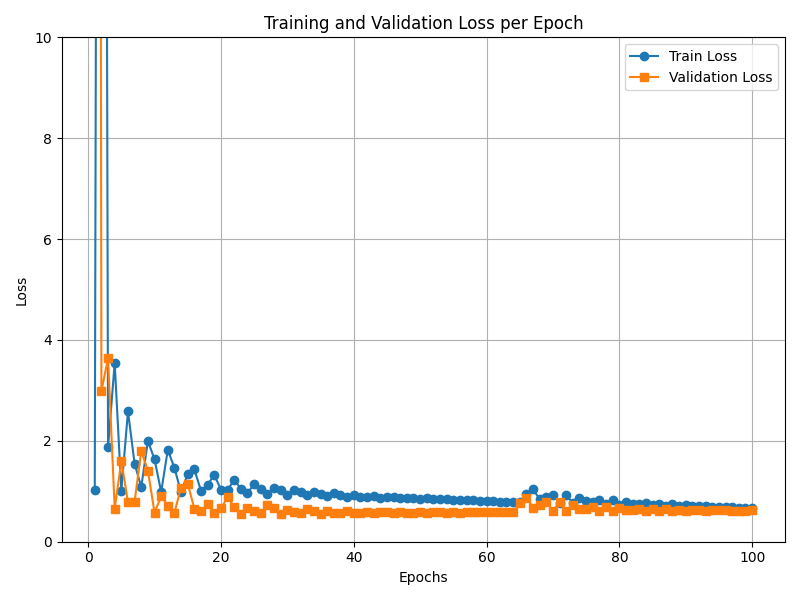 Training and Validation Loss per Epoch
Train Loss
Validation Loss
Loss
10
8
6
4
2
0
0 20 40 60 80 100
Epochs